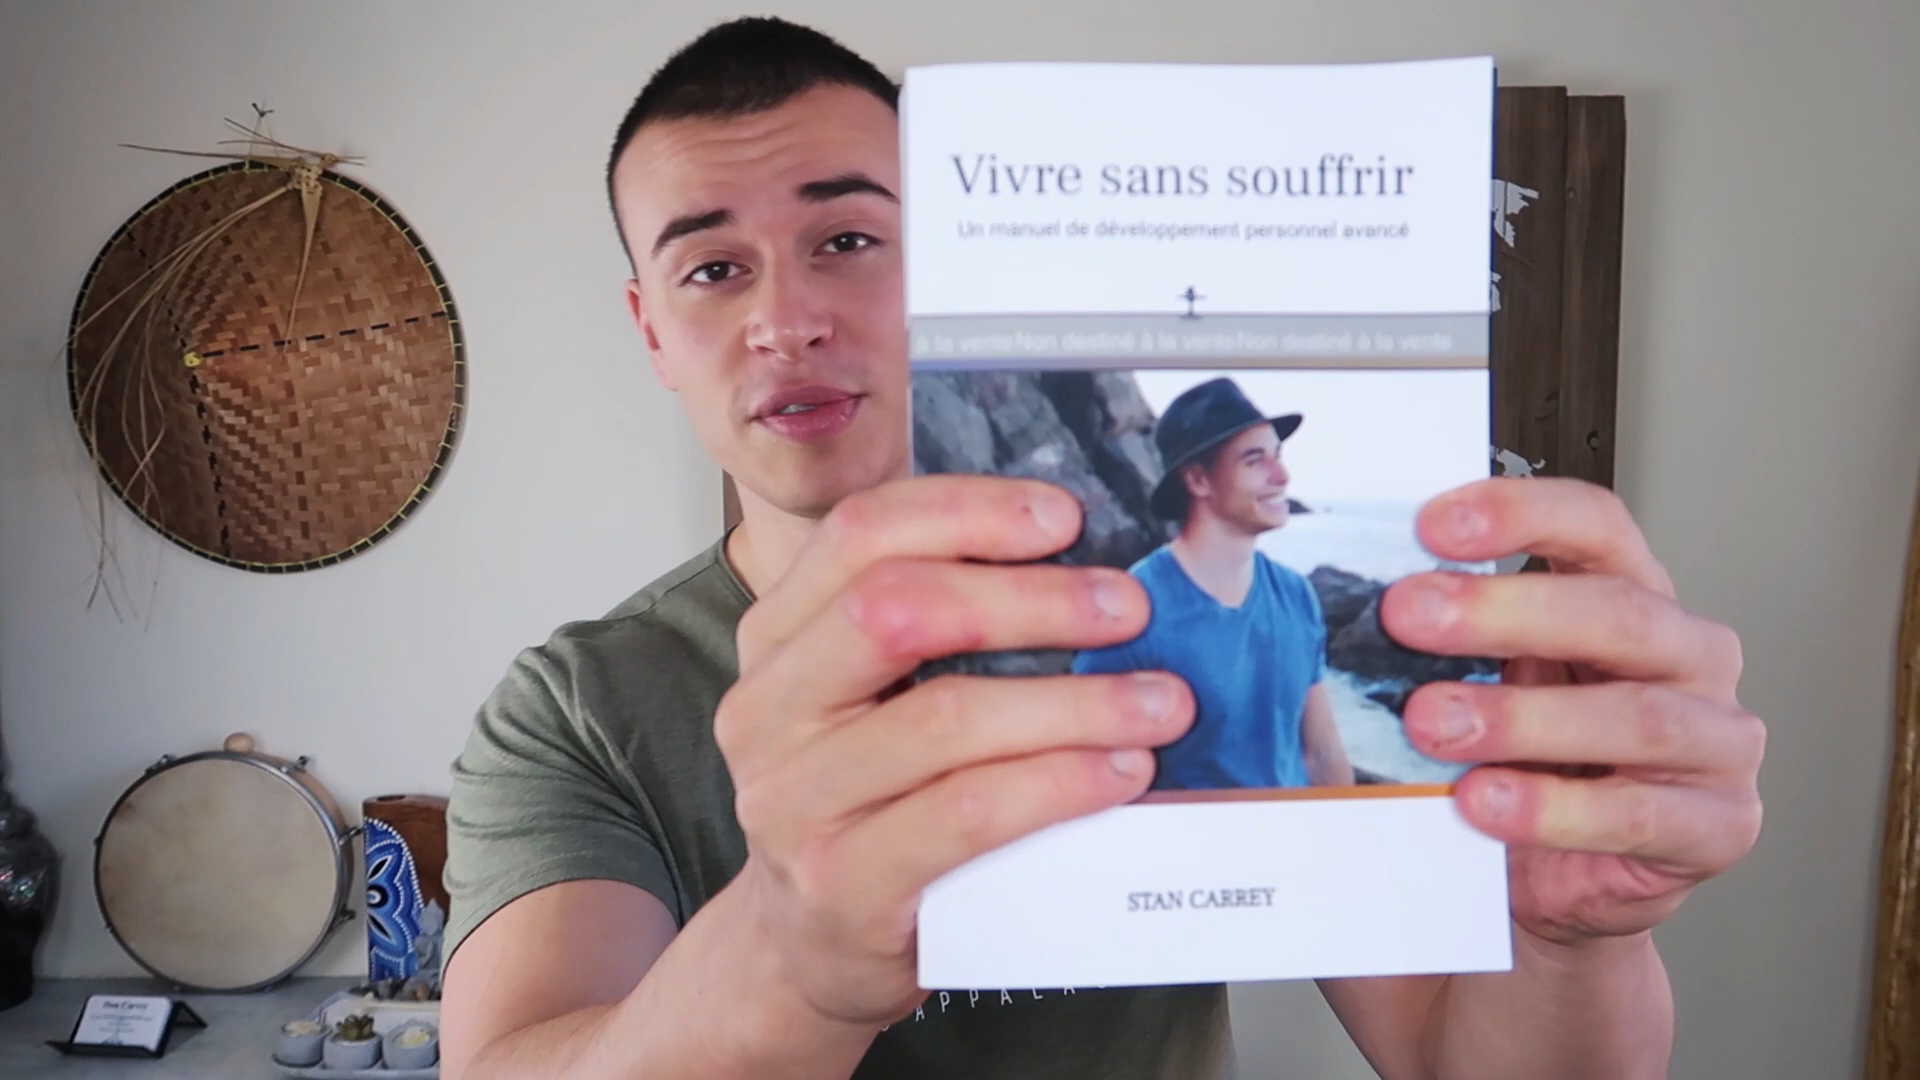 Vivre sans souffrir
Un manuel de développement personnel avancé
à la venteNon destiné à la venteNon destiné à la vente
STAN CARREY
APPALA